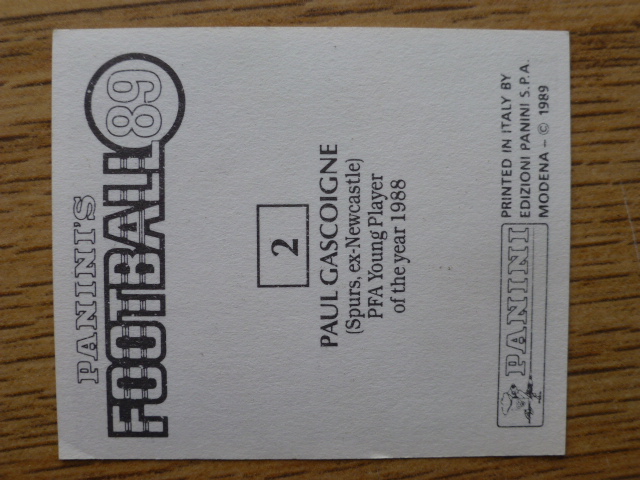 PANINI'S
FOOTBALL 89
2
PAUL GASCOIGNE
(Spurs, ex-Newcastle)
PFA Young Player
of the year 1988
PANINI
PRINTED IN ITALY BY
EDIZIONI PANINI S.P.A.
MODENA - © 1989